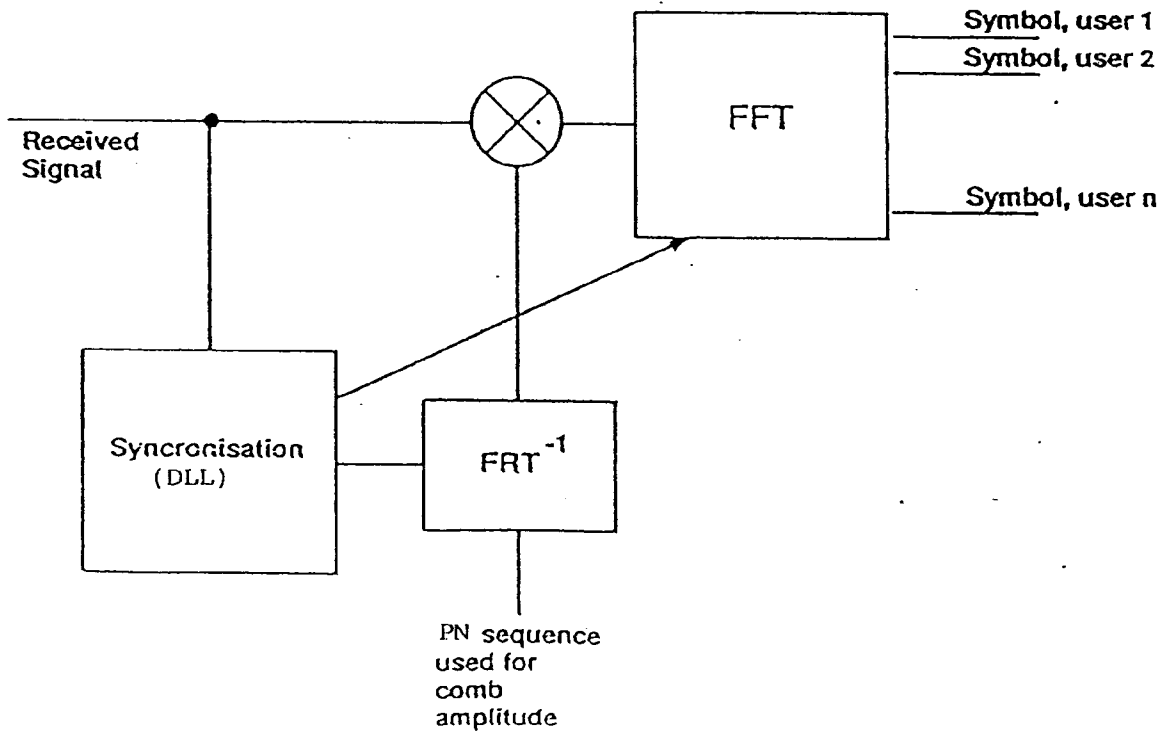 Symbol, user 1
Symbol, user 2
FFT
Received
Signal
Symbol, user n
Syncronisation
(DLL)
FRT⁻¹
PN sequence
used for
comb
amplitude